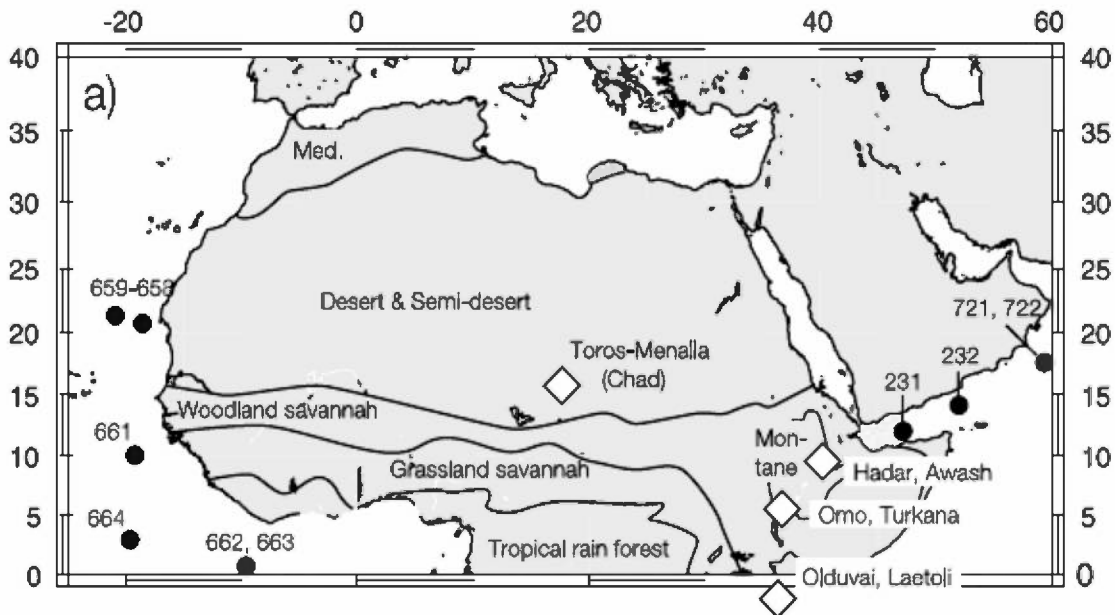 -20 0 20 40 60
40 40
a)
35 35
Med.
30 30
25 25
659-658
Desert & Semi-desert
721, 722
20 20
Toros-Menalla
(Chad)
232
231
15 15
Woodland savannah
661
Mon-
tane
10 10
Grassland savannah
Hadar, Awash
664
5 5
Omo, Turkana
662, 663
Tropical rain forest
0 0
Olduvai, Laetoli